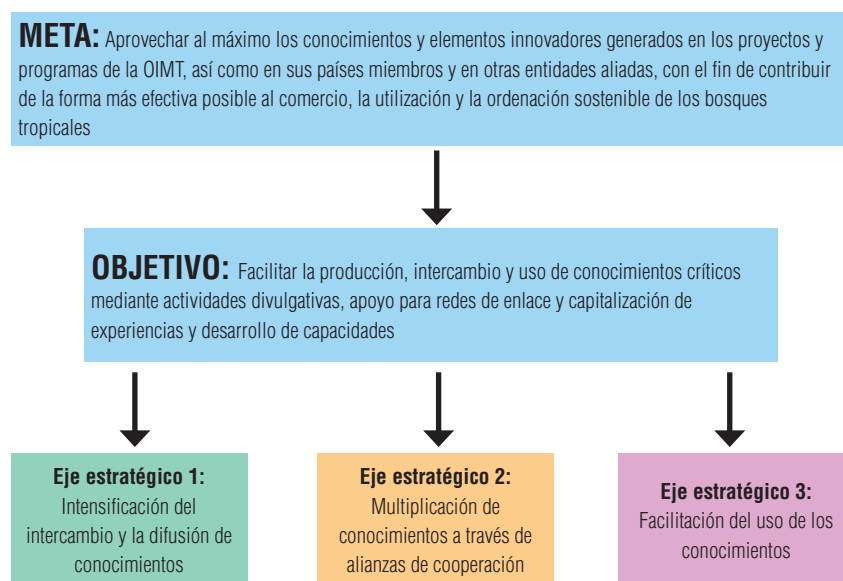 META: Aprovechar al máximo los conocimientos y elementos innovadores generados en los proyectos y
programas de la OIMT, así como en sus países miembros y en otras entidades aliadas, con el fin de contribuir
de la forma más efectiva posible al comercio, la utilización y la ordenación sostenible de los bosques
tropicales
OBJETIVO: Facilitar la producción, intercambio y uso de conocimientos críticos
mediante actividades divulgativas, apoyo para redes de enlace y capitalización de
experiencias y desarrollo de capacidades
Eje estratégico 1:
Intensificación del
intercambio y la difusión de
conocimientos
Eje estratégico 2:
Multiplicación de
conocimientos a través de
alianzas de cooperación
Eje estratégico 3:
Facilitación del uso de los
conocimientos